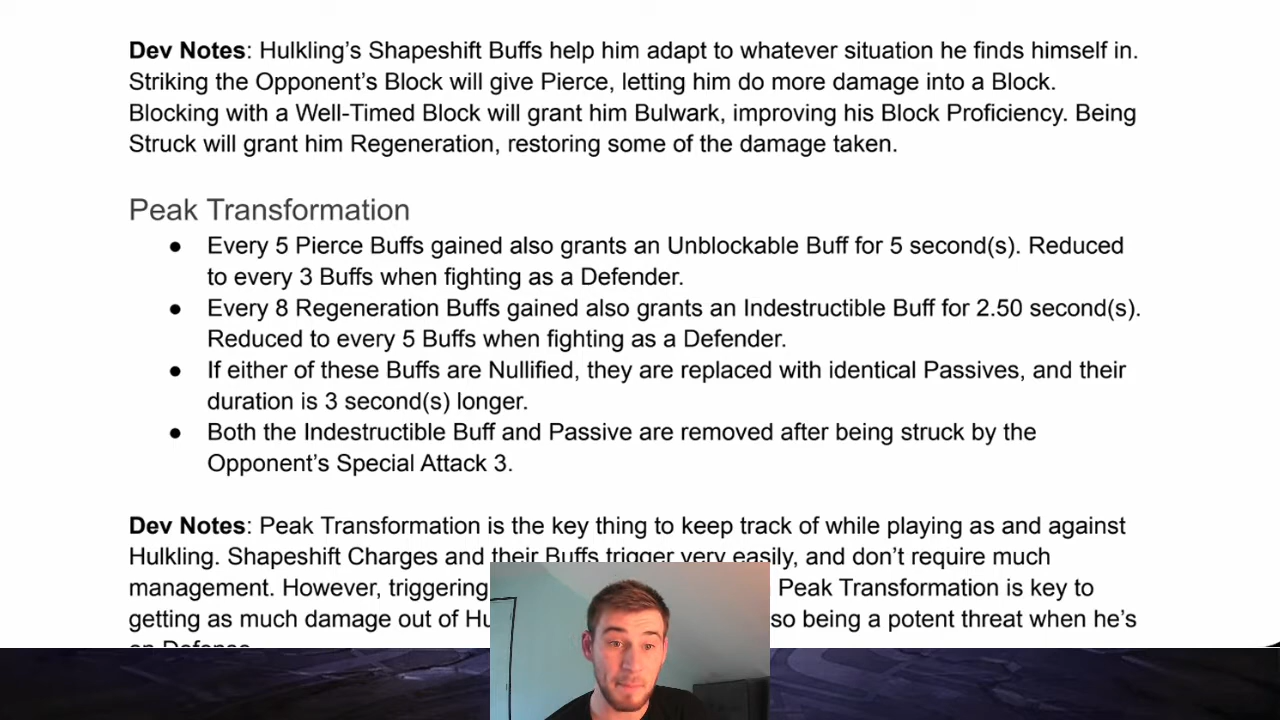 Dev Notes: Hulkling's Shapeshift Buffs help him adapt to whatever situation he finds himself in.
Striking the Opponent's Block will give Pierce, letting him do more damage into a Block.
Blocking with a Well-Timed Block will grant him Bulwark, improving his Block Proficiency. Being
Struck will grant him Regeneration, restoring some of the damage taken.
Peak Transformation
● Every 5 Pierce Buffs gained also grants an Unblockable Buff for 5 second(s). Reduced
to every 3 Buffs when fighting as a Defender.
● Every 8 Regeneration Buffs gained also grants an Indestructible Buff for 2.50 second(s).
Reduced to every 5 Buffs when fighting as a Defender.
● If either of these Buffs are Nullified, they are replaced with identical Passives, and their
duration is 3 second(s) longer.
● Both the Indestructible Buff and Passive are removed after being struck by the
Opponent's Special Attack 3.
Dev Notes: Peak Transformation is the key thing to keep track of while playing as and against
Hulkling. Shapeshift Charges and their Buffs trigger very easily, and don't require much
management. However, triggering Peak Transformation is key to
getting as much damage out of Hu so being a potent threat when he's
on Defense.